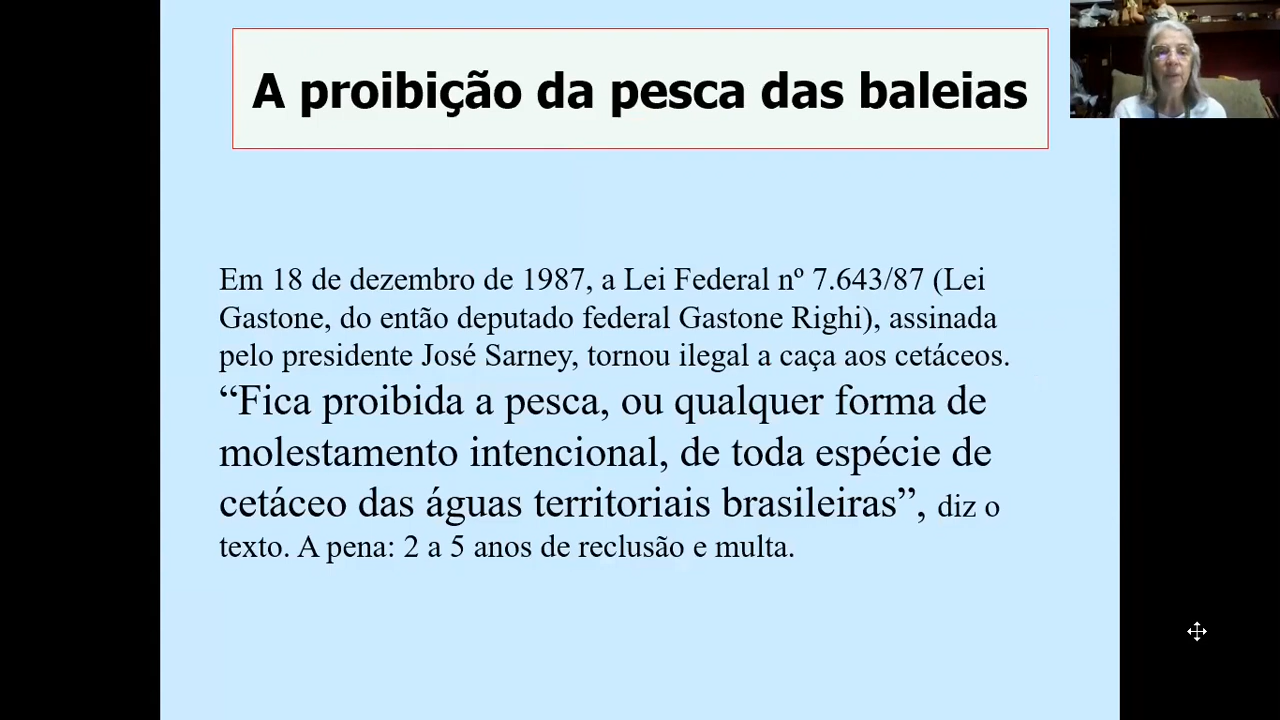 A proibição da pesca das baleias
Em 18 de dezembro de 1987, a Lei Federal nº 7.643/87 (Lei
Gastone, do então deputado federal Gastone Righi), assinada
pelo presidente José Sarney, tornou ilegal a caça aos cetáceos.
“Fica proibida a pesca, ou qualquer forma de
molestamento intencional, de toda espécie de
cetáceo das águas territoriais brasileiras”, diz o
texto. A pena: 2 a 5 anos de reclusão e multa.